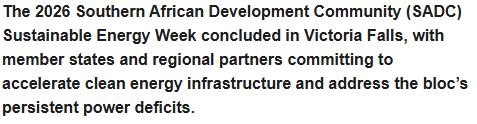 The 2026 Southern African Development Community (SADC)
Sustainable Energy Week concluded in Victoria Falls, with
member states and regional partners committing to
accelerate clean energy infrastructure and address the bloc’s
persistent power deficits.